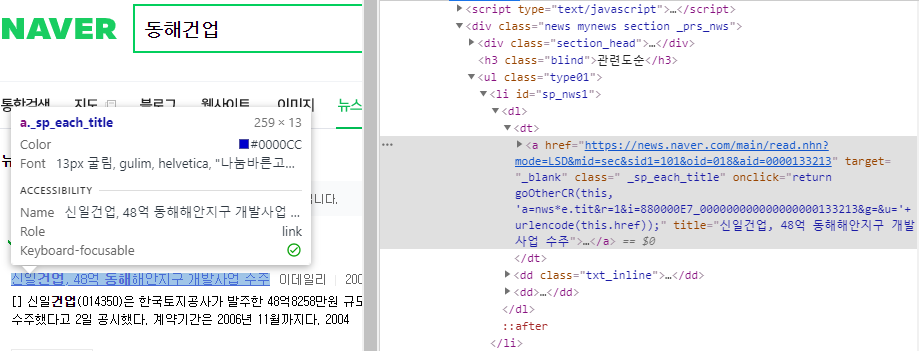 NAVER
동해건업
통합검색
지도
블로그
웹사이트
이미지
뉴스
a._sp_each_title 259 × 13
Color #0000CC
Font 13px 굴림, gulim, helvetica, "나눔바른고...
ACCESSIBILITY
Name 신일건업, 48억 동해해안지구 개발사업 ...
Role link
Keyboard-focusable
니다.
신일건업, 48억 동해해안지구 개발사업 수주 이데일리 | 200
[] 신일건업(014350)은 한국토지공사가 발주한 48억8258만원 규모
수주했다고 2일 공시했다. 계약기간은 2006년 11월까지다. 2004
▶<script type="text/javascript">…</script>
▼<div class="news mynews section _prs_nws">
▶<div class="section_head">…</div>
<h3 class="blind">관련도순</h3>
▼<ul class="type01">
▼<li id="sp_nws1">
▼<dl>
▼<dt>
… ▶<a href="https://news.naver.com/main/read.nhn?
mode=LSD&mid=sec&sid1=101&oid=018&aid=0000133213" target=
"_blank" class=" _sp_each_title" onclick="return
goOtherCR(this,
'a=nws*e.tit&r=1&i=880000E7_000000000000000000133213&g=&u='+
urlencode(this.href));" title="신일건업, 48억 동해해안지구 개발
사업 수주">…</a> == $0
</dt>
▶<dd class="txt_inline">…</dd>
▶<dd>…</dd>
</dl>
::after
</li>